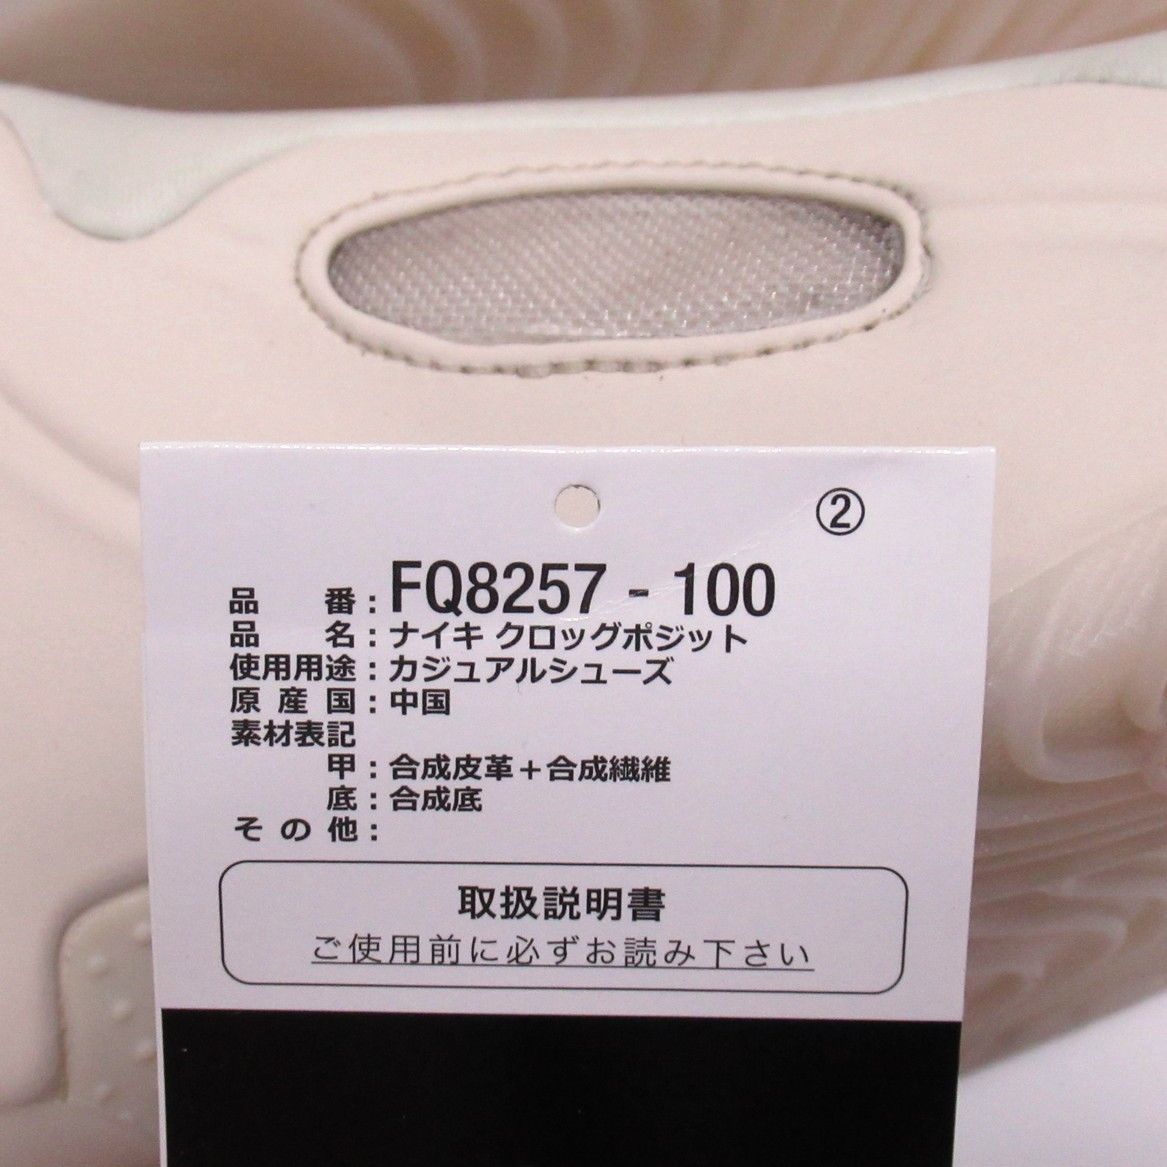 ②
品番：FQ8257 - 100
品名：ナイキ クロッグポジット
使用用途：カジュアルシューズ
原産国：中国
素材表記
甲：合成皮革＋合成繊維
底：合成底
その他：
取扱説明書
ご使用前に必ずお読み下さい